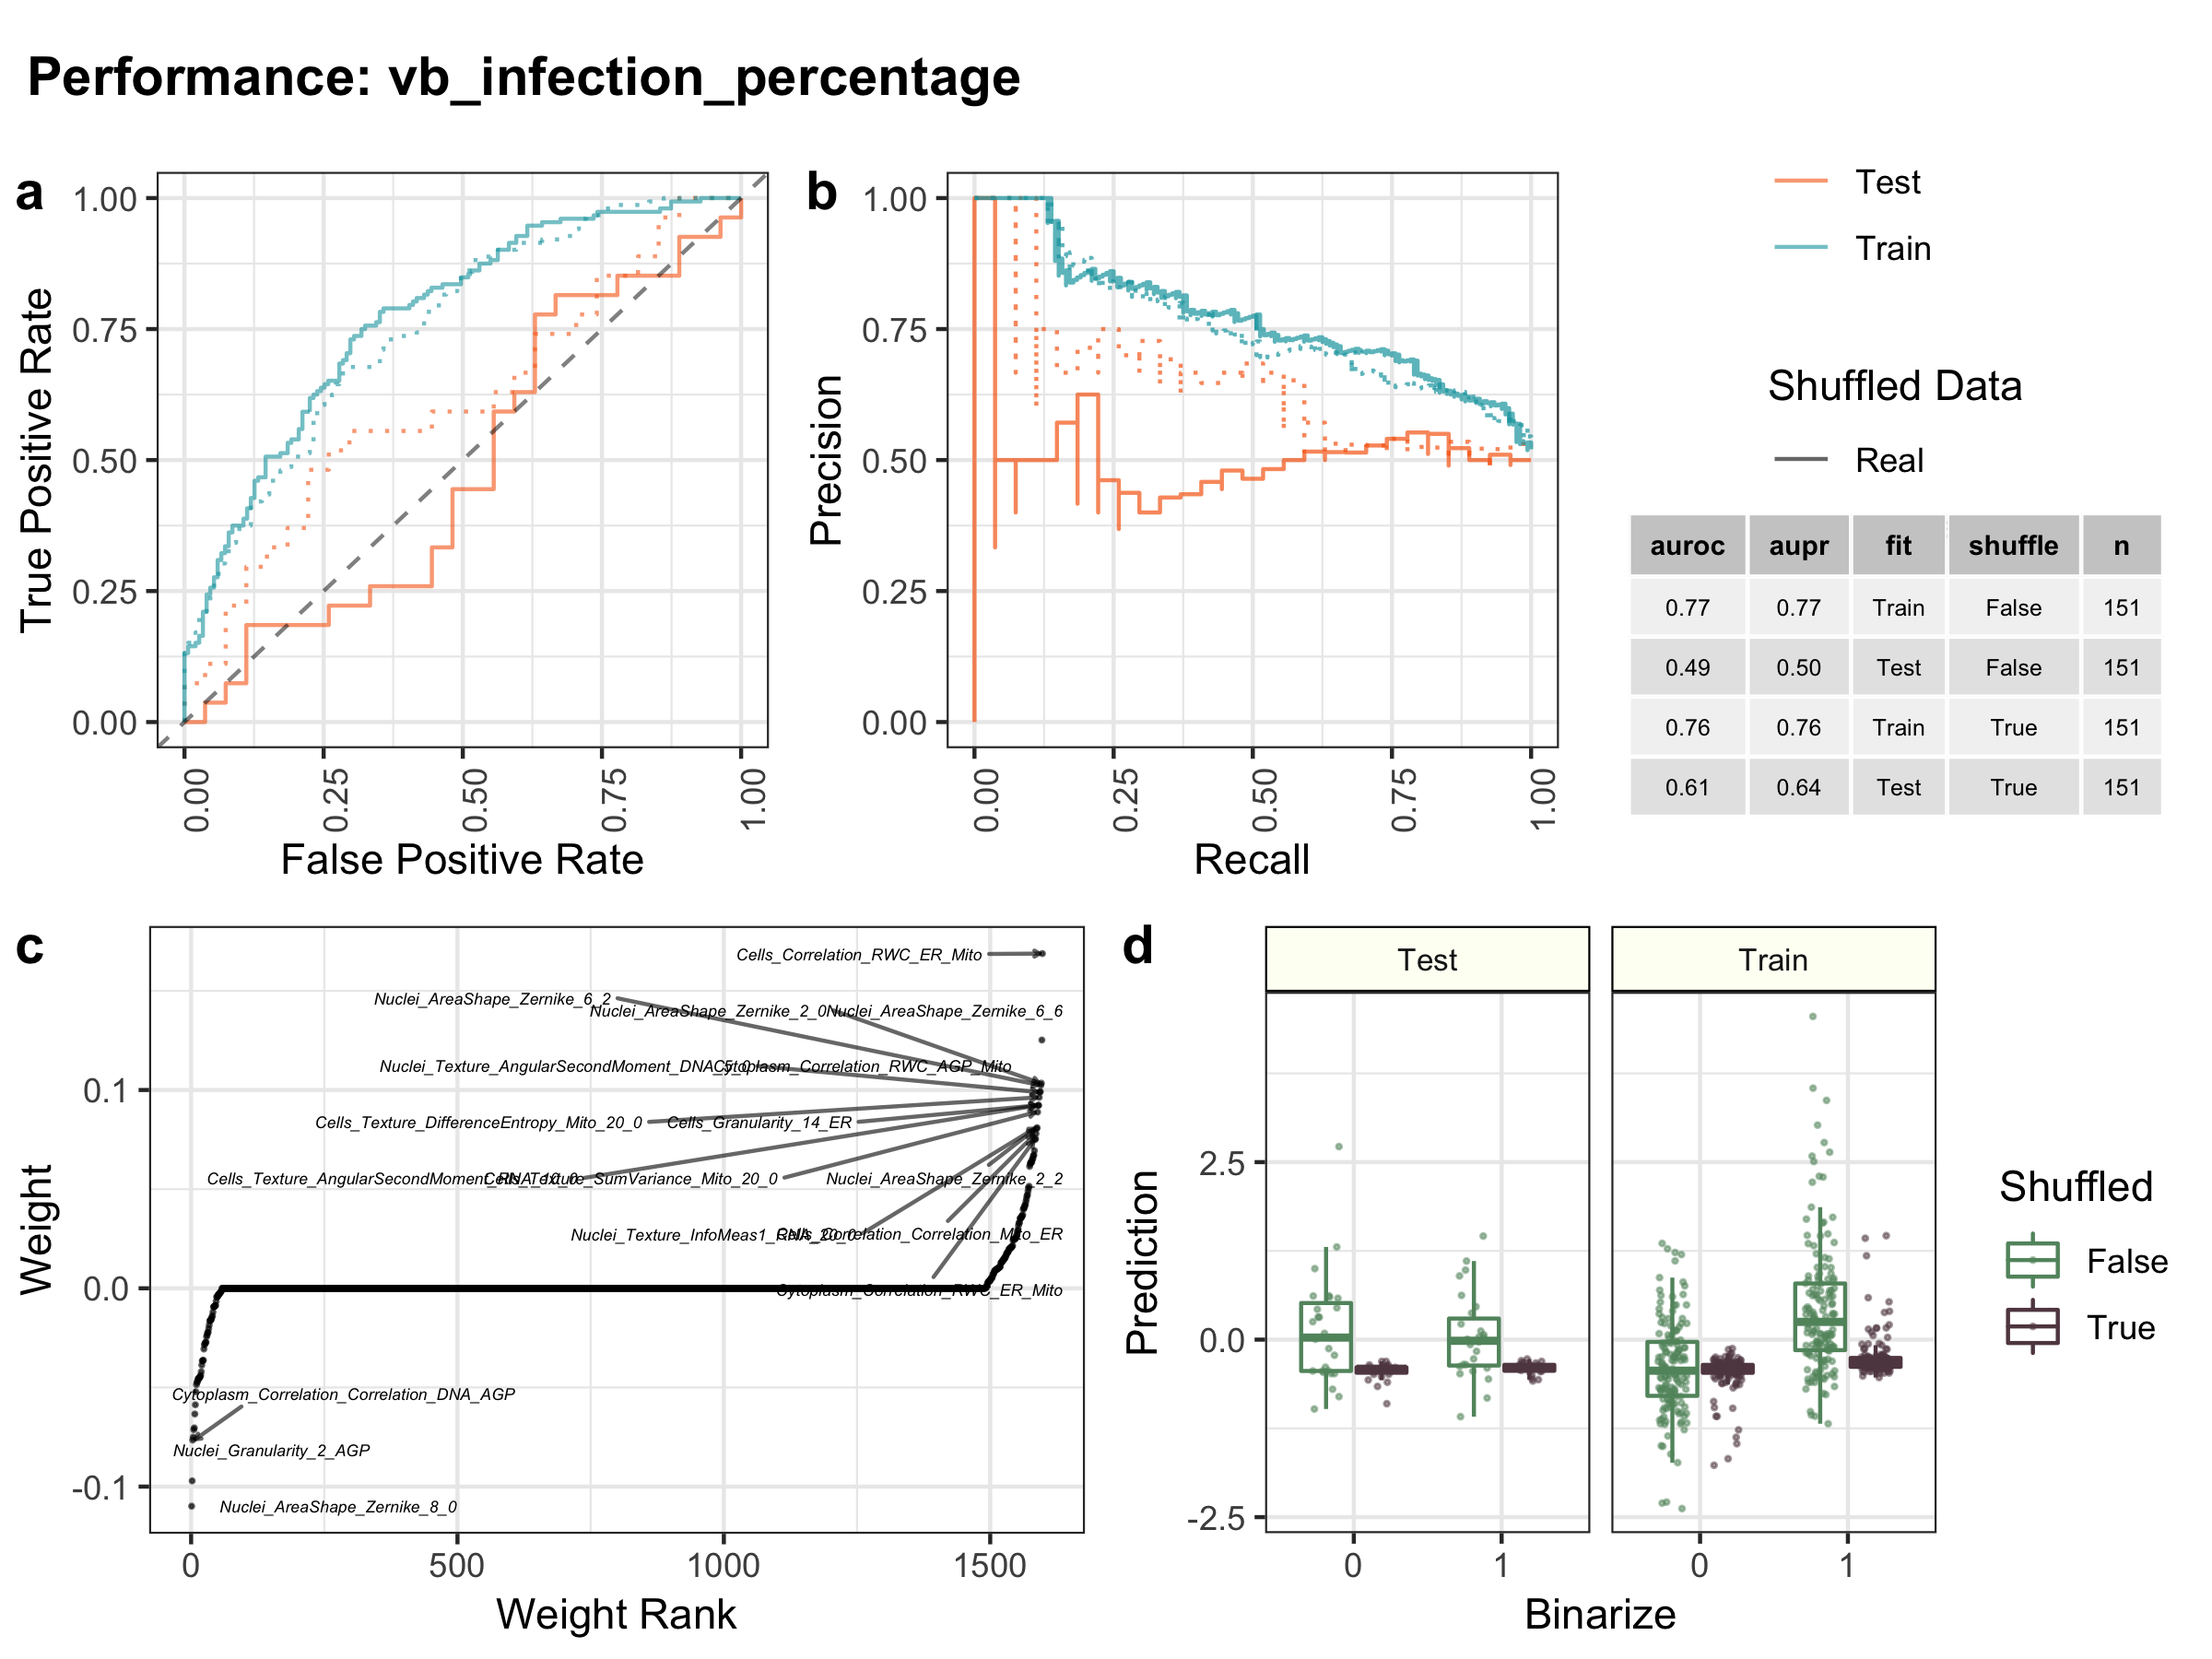 Performance: vb_infection_percentage
a
1.00
0.75
0.50
0.25
0.00
True Positive Rate
0.00
0.25
0.50
0.75
1.00
False Positive Rate
b
1.00
0.75
0.50
0.25
0.00
Precision
0.00
0.25
0.50
0.75
1.00
Recall
Test
Train
Shuffled Data
Real
auroc aupr fit shuffle n
0.77 0.77 Train False 151
0.49 0.50 Test False 151
0.76 0.76 Train True 151
0.61 0.64 Test True 151
c
Cells_Correlation_RWC_ER_Mito
Nuclei_AreaShape_Zernike_6_2
Nuclei_AreaShape_Zernike_2_0
Nuclei_AreaShape_Zernike_6_6
Nuclei_Texture_AngularSecondMoment_DNA_5_0
Cytoplasm_Correlation_RWC_AGP_Mito
Cells_Texture_DifferenceEntropy_Mito_20_0
Cells_Granularity_14_ER
Cells_Texture_AngularSecondMoment_RNA_10_0
Cells_Texture_SumVariance_Mito_20_0
Nuclei_AreaShape_Zernike_2_2
Nuclei_Texture_InfoMeas1_RNA_20_0
Cells_Correlation_Correlation_Mito_ER
Cytoplasm_Correlation_RWC_ER_Mito
Cytoplasm_Correlation_Correlation_DNA_AGP
Nuclei_Granularity_2_AGP
Nuclei_AreaShape_Zernike_8_0
0.1
0.0
-0.1
Weight
0
500
1000
1500
Weight Rank
d
Test
Train
2.5
0.0
-2.5
Prediction
0
1
0
1
Binarize
Shuffled
False
True